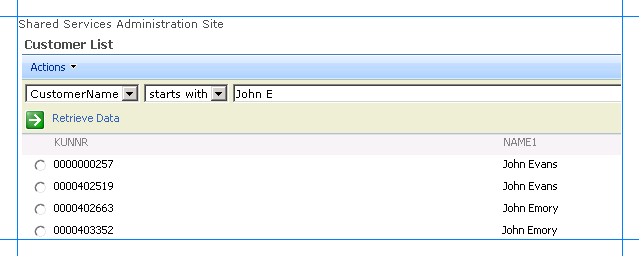 Shared Services Administration Site
Customer List
Actions
CustomerName starts with John E
Retrieve Data
KUNNR NAME1
0000000257 John Evans
0000402519 John Evans
0000402663 John Emory
0000403352 John Emory